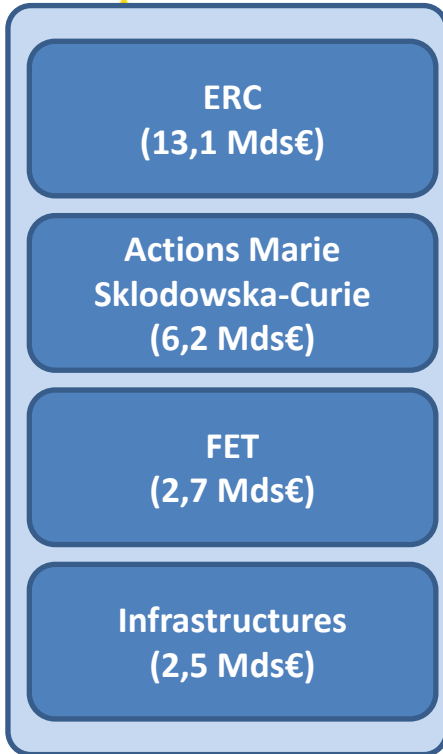 ERC
(13,1 Mds€)
Actions Marie
Sklodowska-Curie
(6,2 Mds€)
FET
(2,7 Mds€)
Infrastructures
(2,5 Mds€)